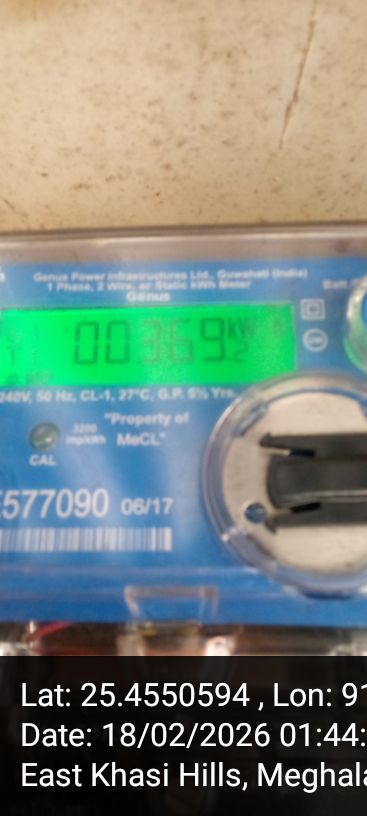 Genus Power Infrastructures Ltd., Guwahati (India)
1 Phase, 2 Wire, ac Static kWh Meter
Genus
Batt.
00369 kW
240V, 50 Hz, CL-1, 27°C, G.P. 5½ Yrs.
3200
imp/kWh
"Property of
MeCL"
CAL
577090 06/17
Lat: 25.4550594 , Lon: 91
Date: 18/02/2026 01:44:
East Khasi Hills, Meghala